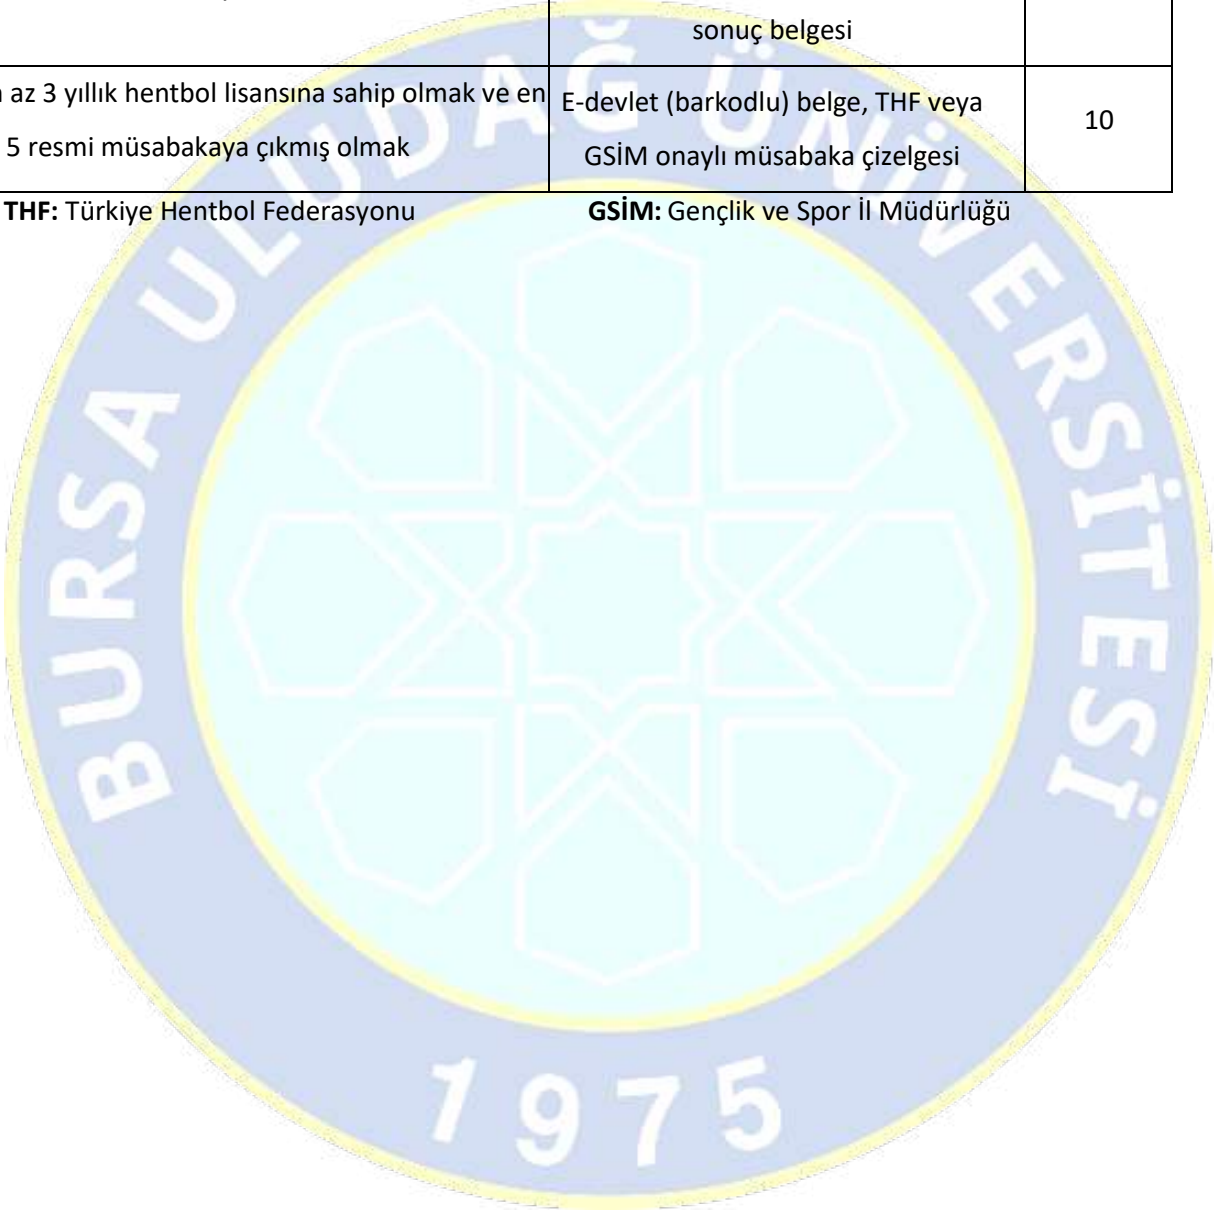 sonuç belgesi
az 3 yıllık hentbol lisansına sahip olmak ve en
5 resmi müsabakaya çıkmış olmak
E-devlet (barkodlu) belge, THF veya
GSİM onaylı müsabaka çizelgesi
10
THF: Türkiye Hentbol Federasyonu
GSİM: Gençlik ve Spor İl Müdürlüğü
BURSA ULUDAĞ ÜNİVERSİTESİ
1975